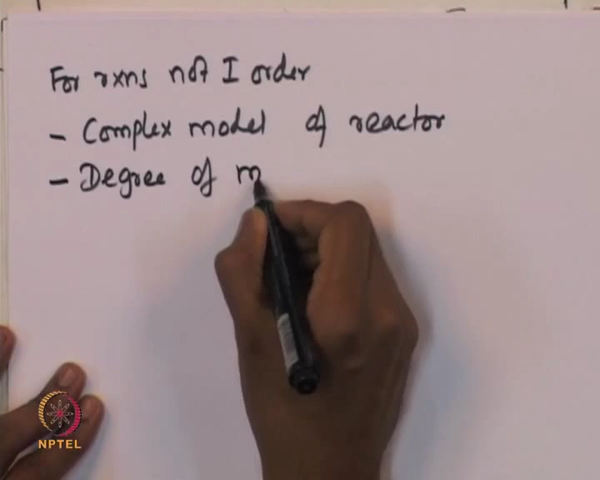 For rxns not I order
- Complex model of reactor
- Degree of m
NPTEL